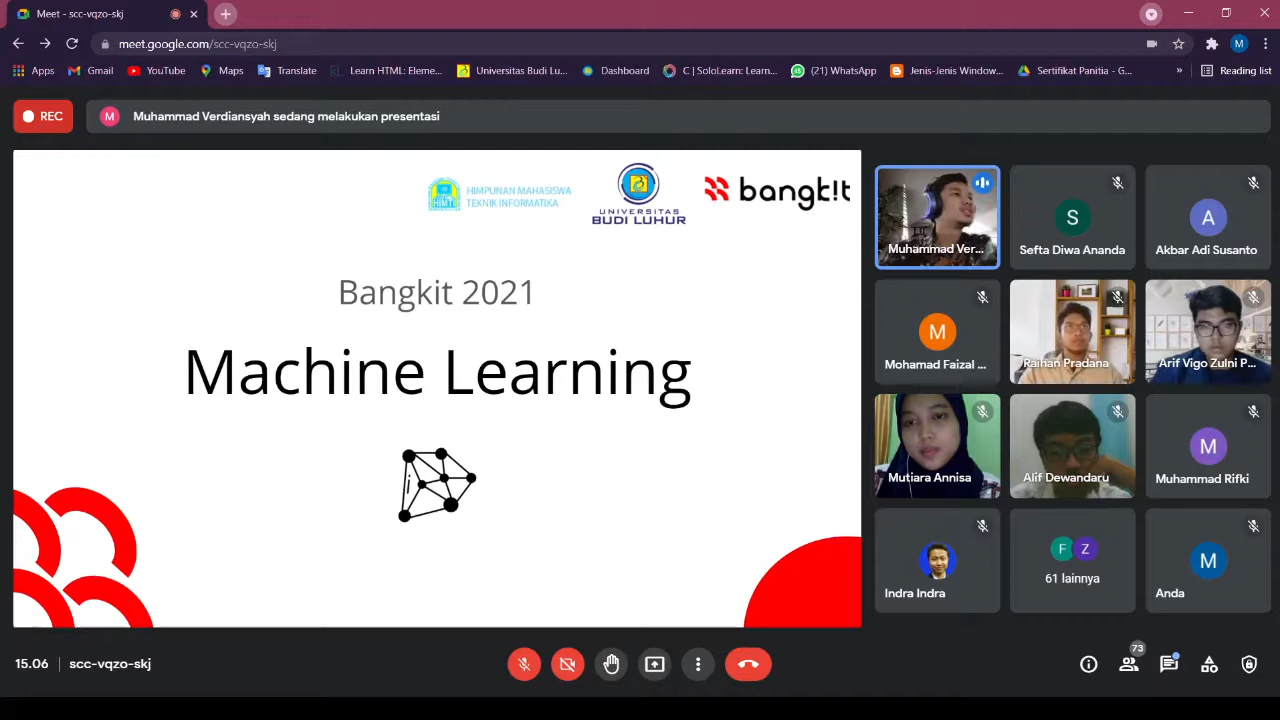 Meet - scc-vqzo-skj
meet.google.com/scc-vqzo-skj
Apps
Gmail
YouTube
Maps
Translate
Learn HTML: Eleme...
Universitas Budi Lu...
Dashboard
C | SoloLearn: Learn...
(21) WhatsApp
Jenis-Jenis Window...
Sertifikat Panitia - G...
»
Reading list
M
REC
M
Muhammad Verdiansyah sedang melakukan presentasi
HIMTI
HIMPUNAN MAHASISWA
TEKNIK INFORMATIKA
UNIVERSITAS
BUDI LUHUR
bangk!t
Bangkit 2021
Machine Learning
Muhammad Ver...
S
Sefta Diwa Ananda
A
Akbar Adi Susanto
M
Mohamad Faizal ...
Raihan Pradana
Arif Vigo Zulni P...
Mutiara Annisa
Alif Dewandaru
M
Muhammad Rifki
Indra Indra
F Z
61 lainnya
M
Anda
15.06 | scc-vqzo-skj
73